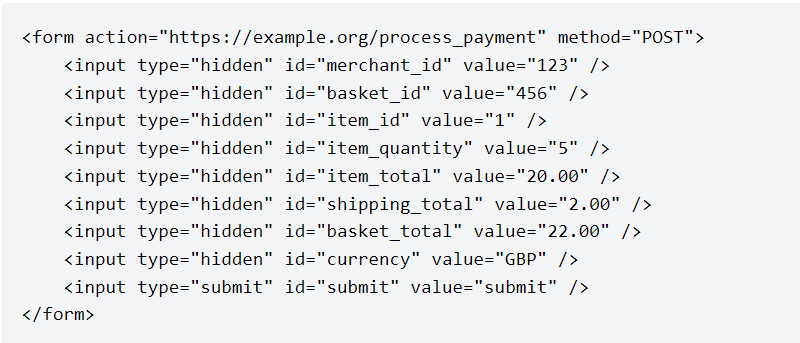 <form action="https://example.org/process_payment" method="POST">
    <input type="hidden" id="merchant_id" value="123" />
    <input type="hidden" id="basket_id" value="456" />
    <input type="hidden" id="item_id" value="1" />
    <input type="hidden" id="item_quantity" value="5" />
    <input type="hidden" id="item_total" value="20.00" />
    <input type="hidden" id="shipping_total" value="2.00" />
    <input type="hidden" id="basket_total" value="22.00" />
    <input type="hidden" id="currency" value="GBP" />
    <input type="submit" id="submit" value="submit" />
</form>